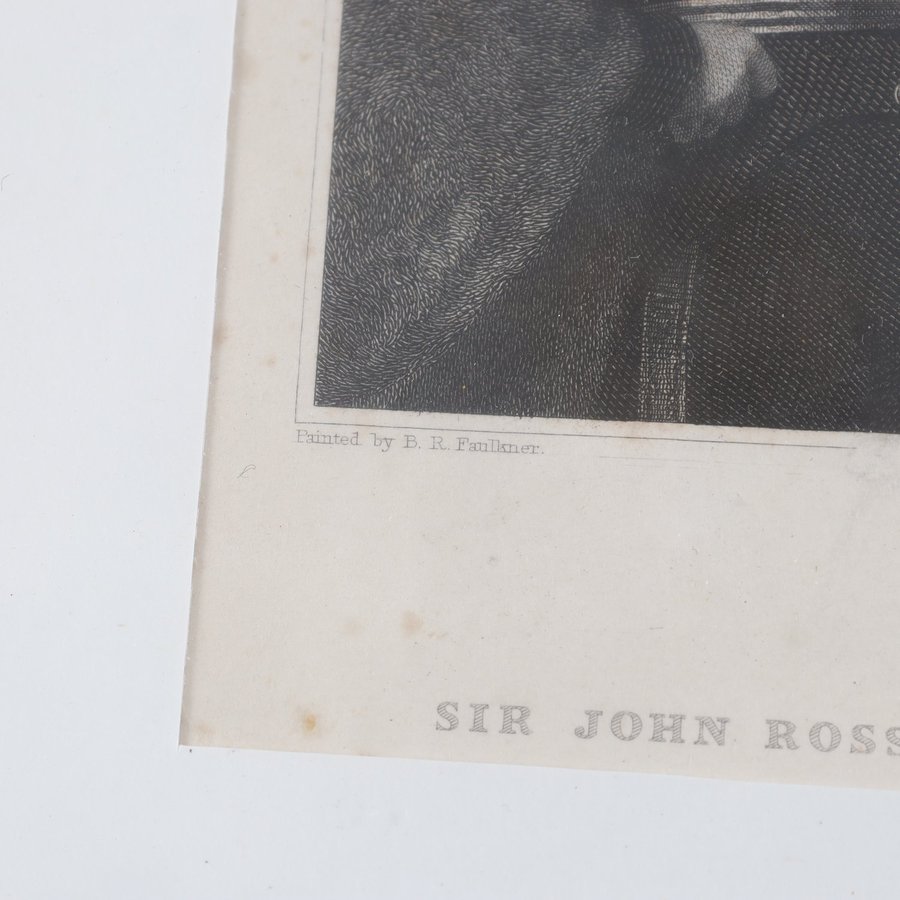 Painted by B. R. Faulkner.
SIR JOHN ROSS